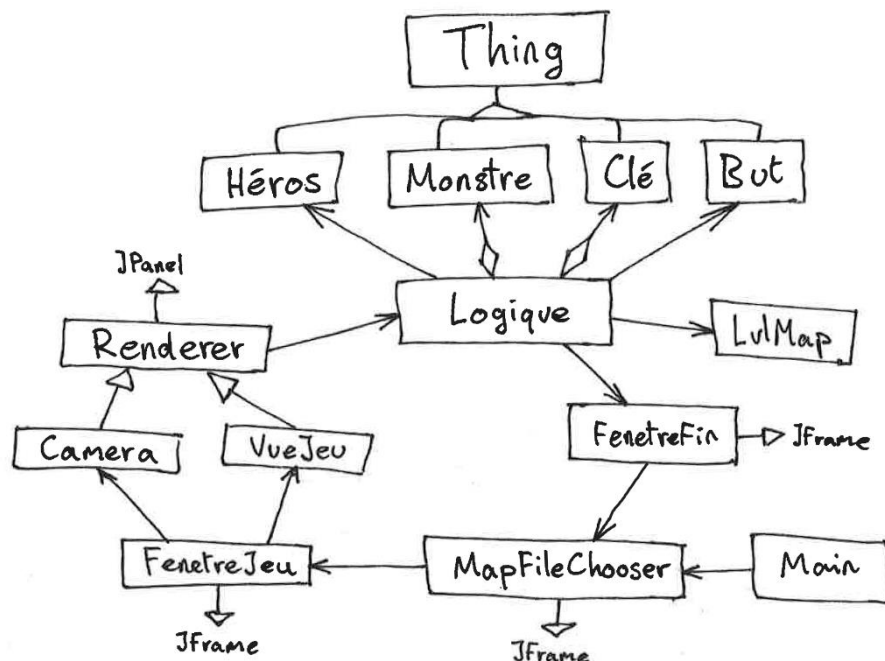 Thing
Héros
Monstre
Clé
But
JPanel
Logique
Renderer
LvlMap
Camera
VueJeu
FenetreFin
JFrame
FenetreJeu
MapFileChooser
Main
JFrame
JFrame